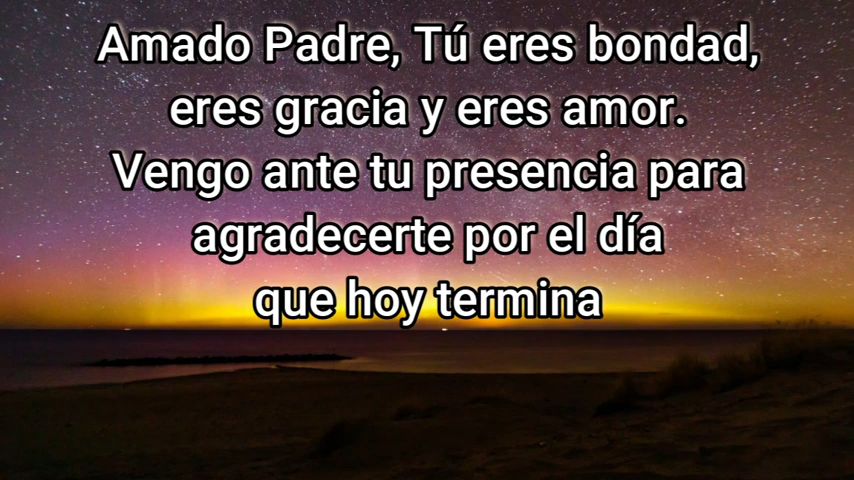 Amado Padre, Tú eres bondad,
eres gracia y eres amor.
Vengo ante tu presencia para
agradecerte por el día
que hoy termina